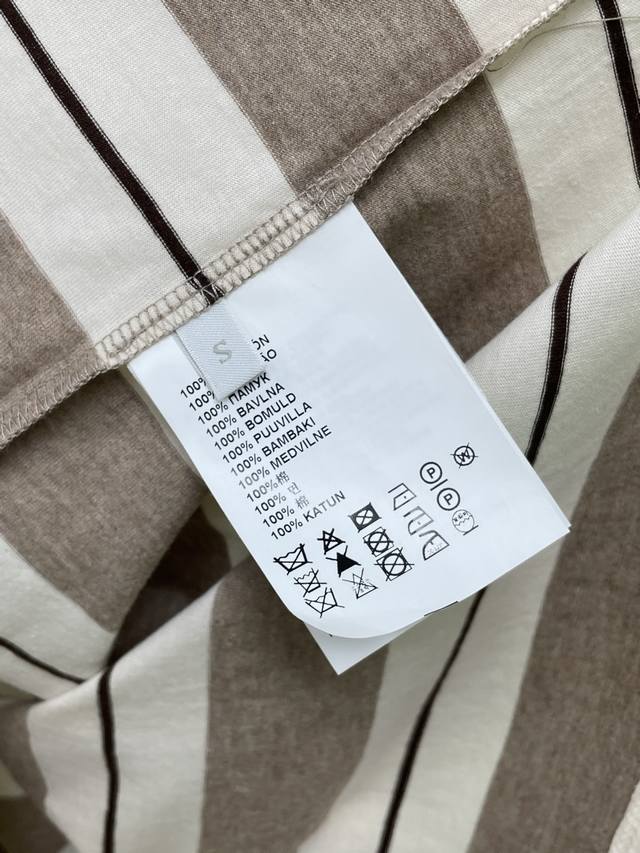 S
100%
100% ПАМУК
100% BAVLNA
100% BOMULD
100% PUUVILLA
100% BAMBAKI
100% MEDVILNE
100%棉
100% 면
100% 棉
100% KATUN
P
P
W